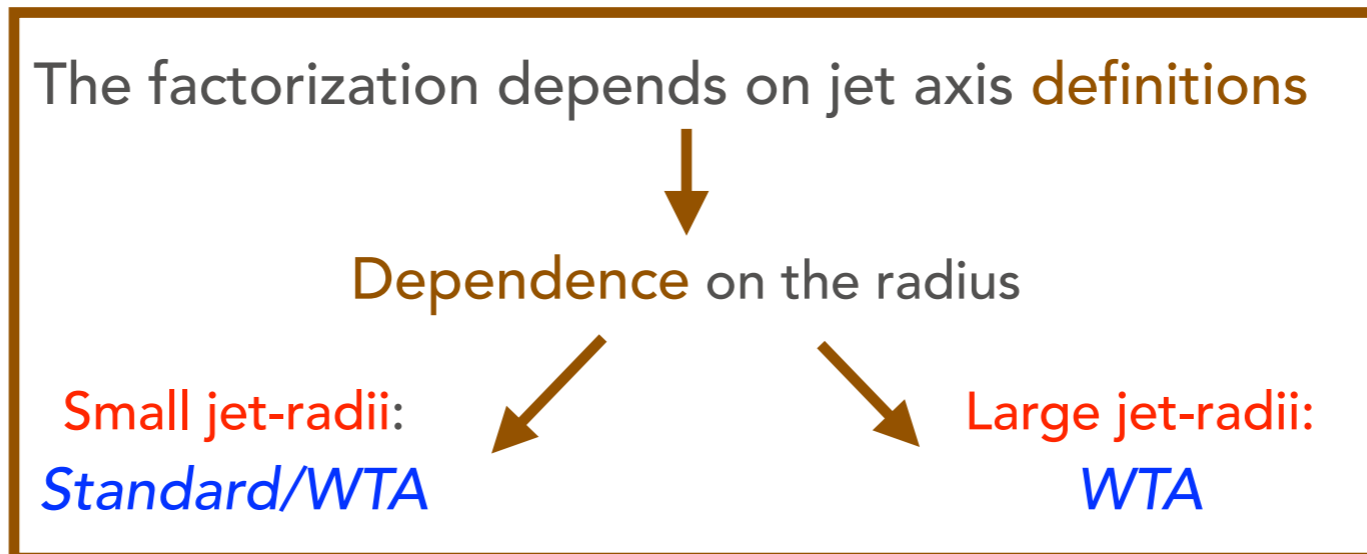 The factorization depends on jet axis definitions
Dependence on the radius
Small jet-radii:
Standard/WTA
Large jet-radii:
WTA